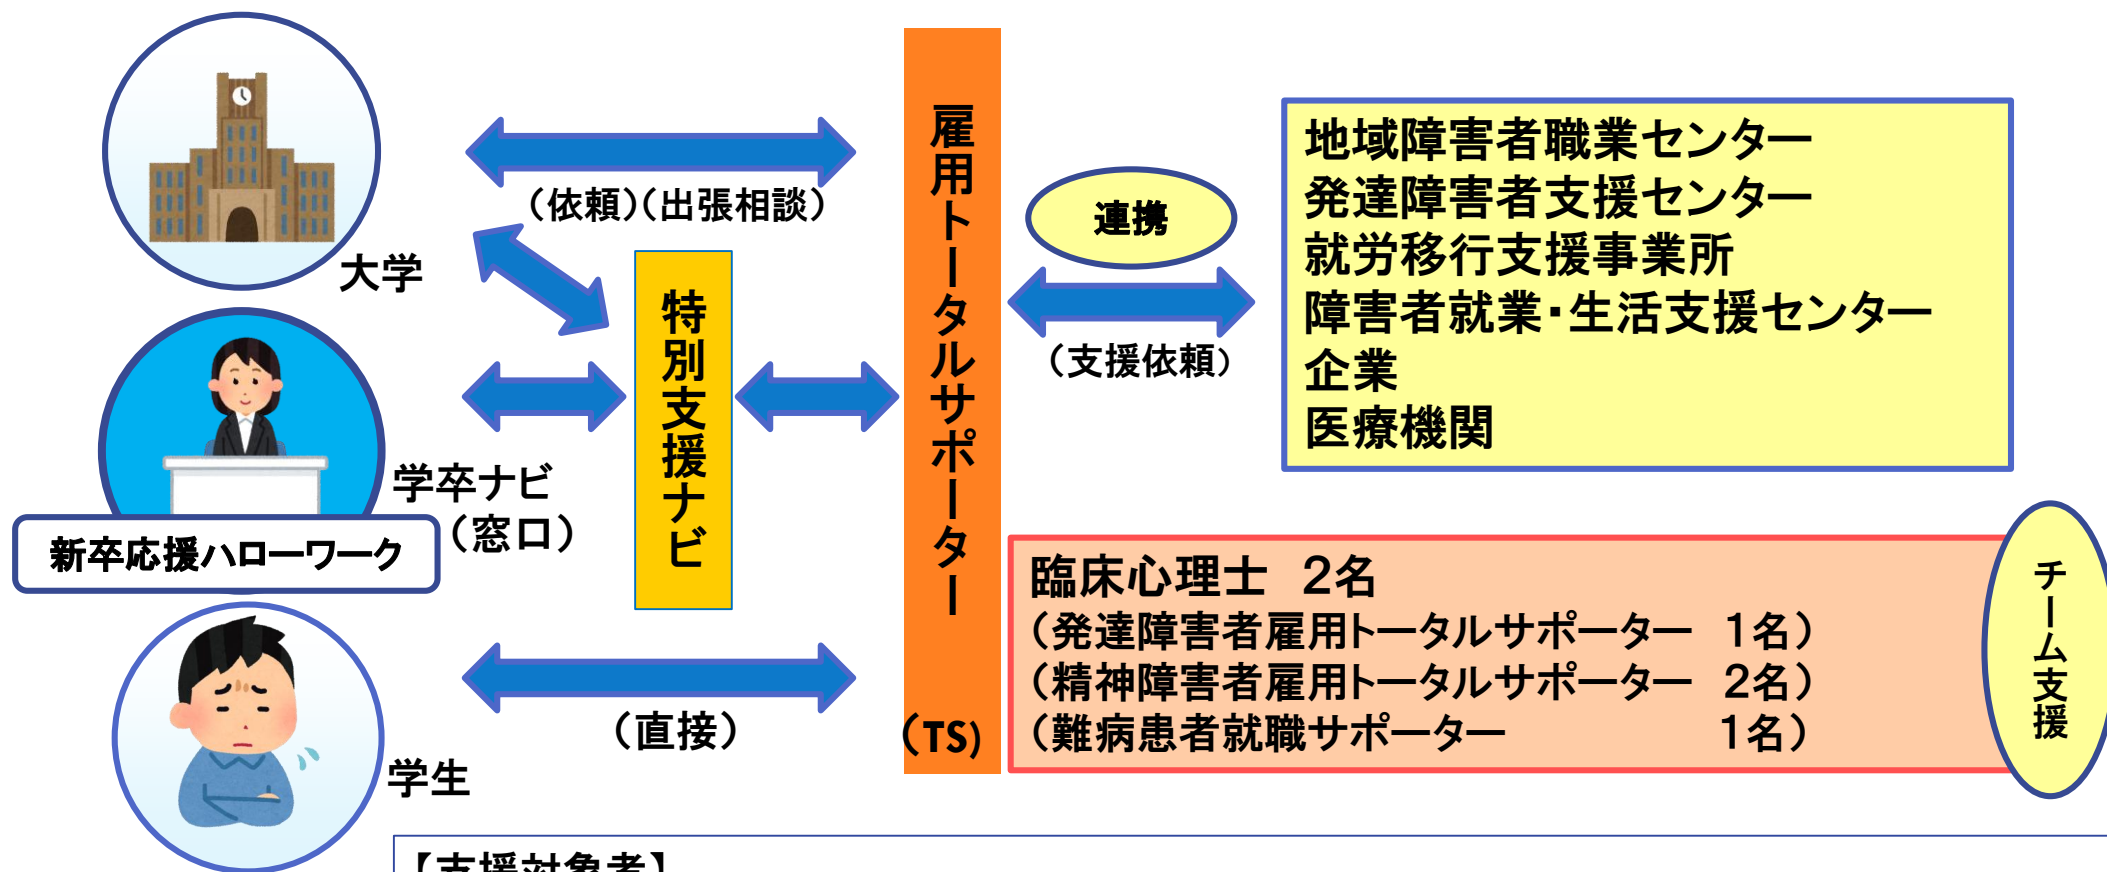 大学
(依頼)(出張相談)
学卒ナビ
(窓口)
新卒応援ハローワーク
学生
(直接)
特別支援ナビ
雇用トータルサポーター
(TS)
連携
(支援依頼)
地域障害者職業センター
発達障害者支援センター
就労移行支援事業所
障害者就業・生活支援センター
企業
医療機関
臨床心理士 2名
(発達障害者雇用トータルサポーター 1名)
(精神障害者雇用トータルサポーター 2名)
(難病患者就職サポーター 1名)
チーム支援
【支援対象者】